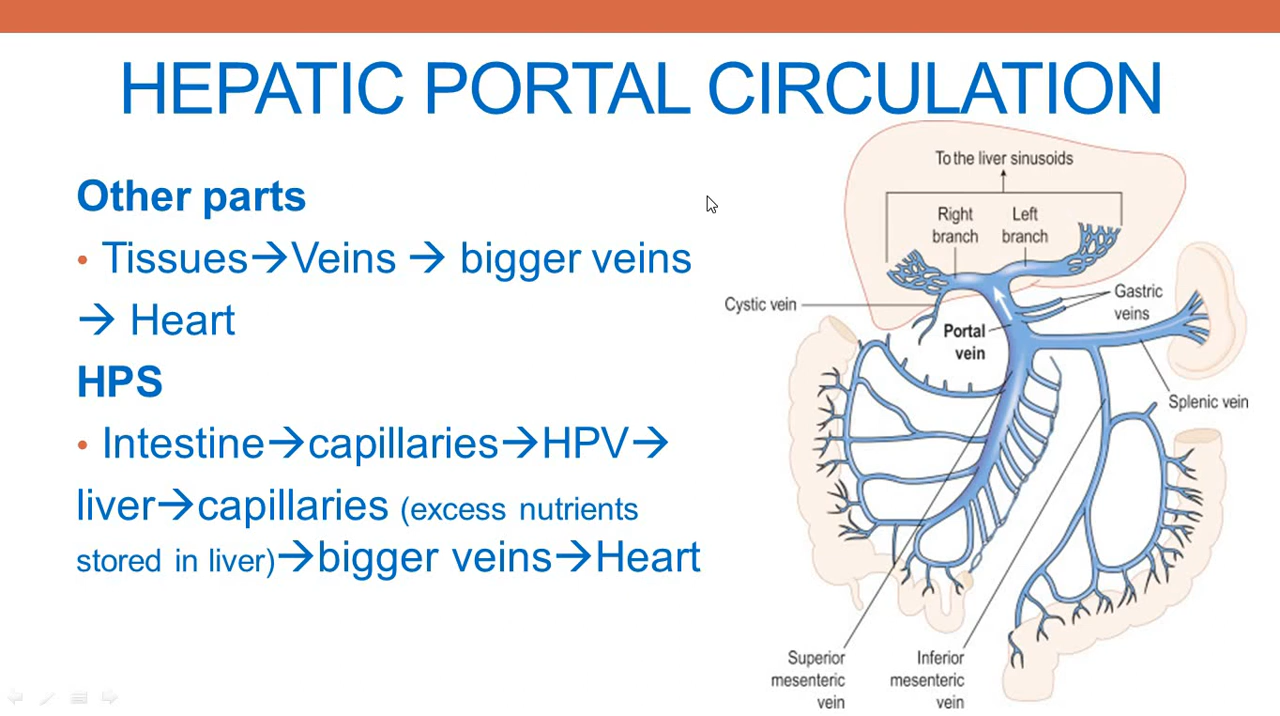 HEPATIC PORTAL CIRCULATION
Other parts
• Tissues→Veins → bigger veins
→ Heart
HPS
• Intestine→capillaries→HPV→
liver→capillaries (excess nutrients
stored in liver)→bigger veins→Heart
To the liver sinusoids
Right
branch
Left
branch
Cystic vein
Gastric
veins
Portal
vein
Splenic vein
Superior
mesenteric
vein
Inferior
mesenteric
vein